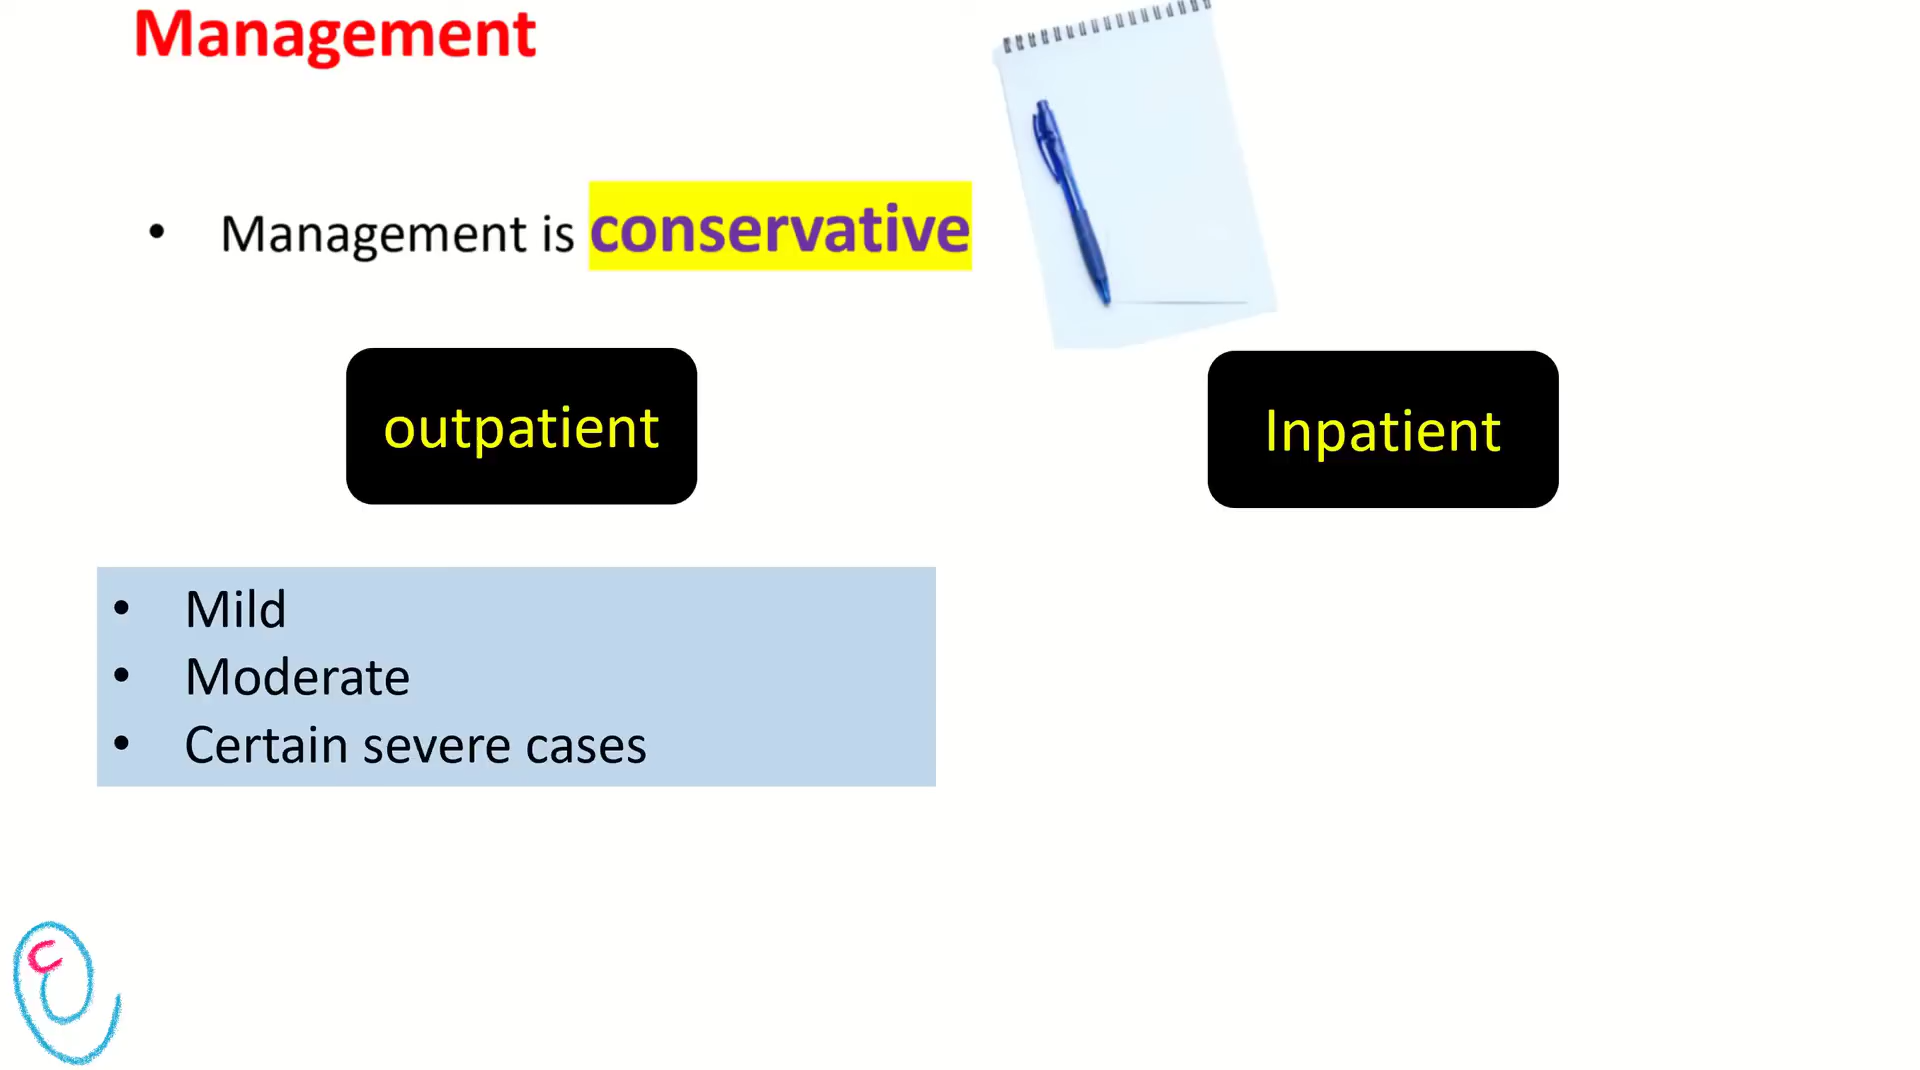 Management
• Management is conservative
outpatient
Inpatient
• Mild
• Moderate
• Certain severe cases